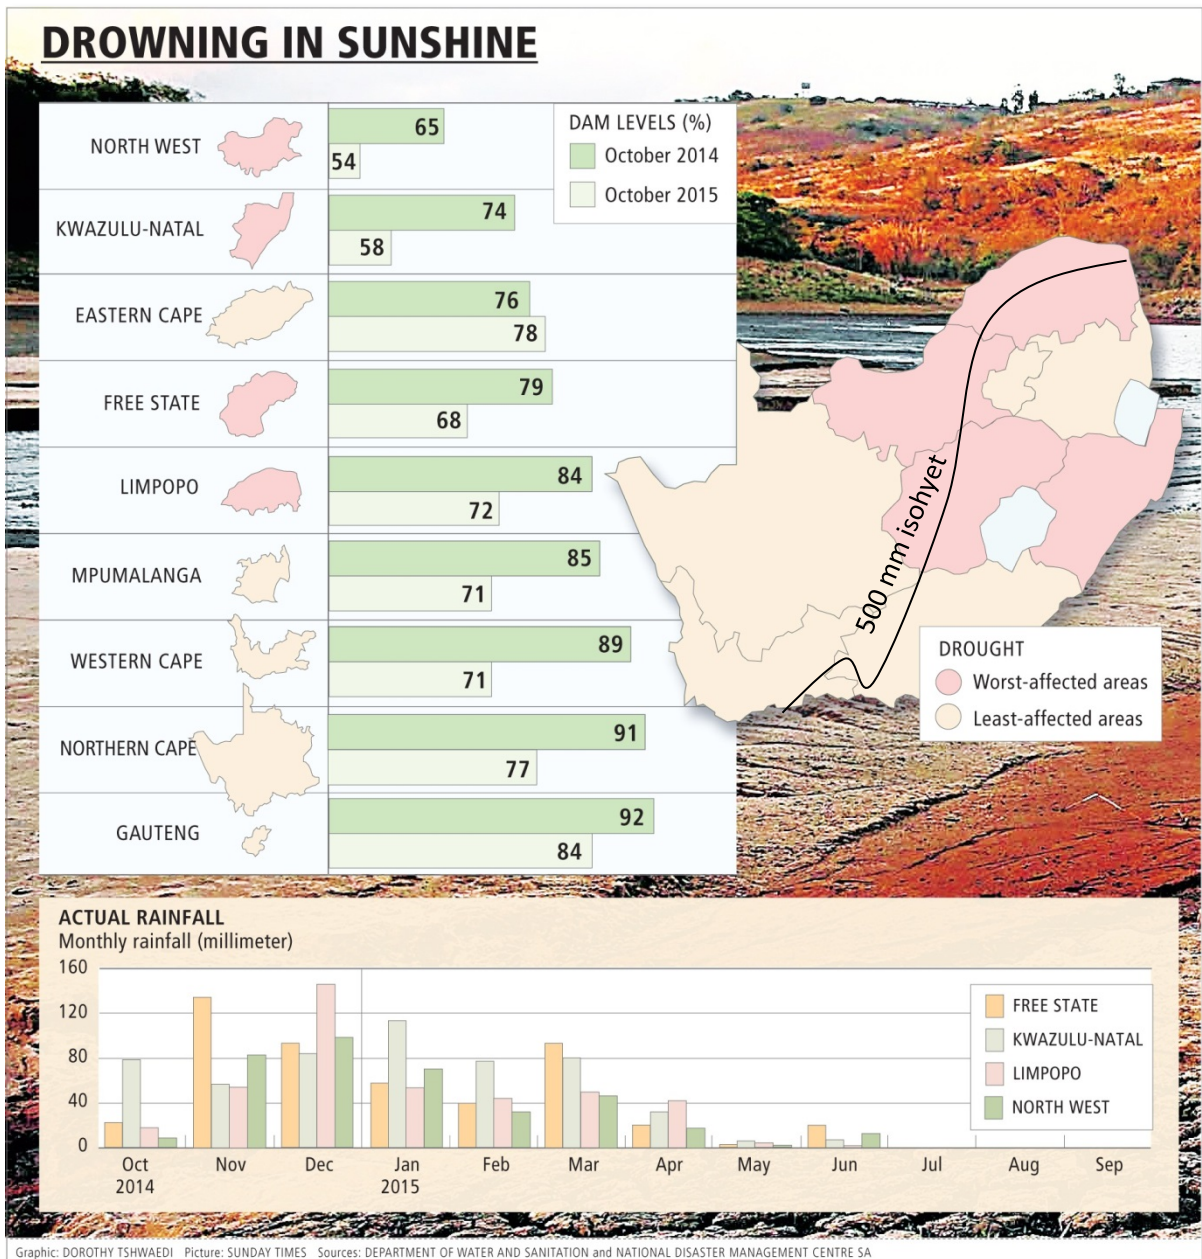 DROWNING IN SUNSHINE
DAM LEVELS (%)
October 2014
October 2015
NORTH WEST
65
54
KWAZULU-NATAL
74
58
EASTERN CAPE
76
78
FREE STATE
79
68
LIMPOPO
84
72
MPUMALANGA
85
71
WESTERN CAPE
89
71
NORTHERN CAPE
91
77
GAUTENG
92
84
500 mm isohyet
DROUGHT
Worst-affected areas
Least-affected areas
ACTUAL RAINFALL
Monthly rainfall (millimeter)
160
120
80
40
0
Oct Nov Dec Jan Feb Mar Apr May Jun Jul Aug Sep
2014 2015
FREE STATE
KWAZULU-NATAL
LIMPOPO
NORTH WEST
Graphic: DOROTHY TSHWAEDI Picture: SUNDAY TIMES Sources: DEPARTMENT OF WATER AND SANITATION and NATIONAL DISASTER MANAGEMENT CENTRE SA